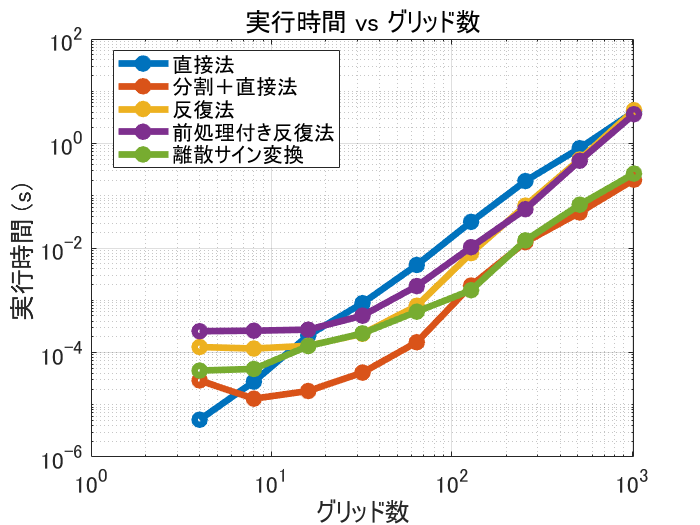 実行時間 vs グリッド数
10^2
10^0
10^-2
10^-4
10^-6
実行時間 (s)
直接法
分割＋直接法
反復法
前処理付き反復法
離散サイン変換
10^0
10^1
10^2
10^3
グリッド数